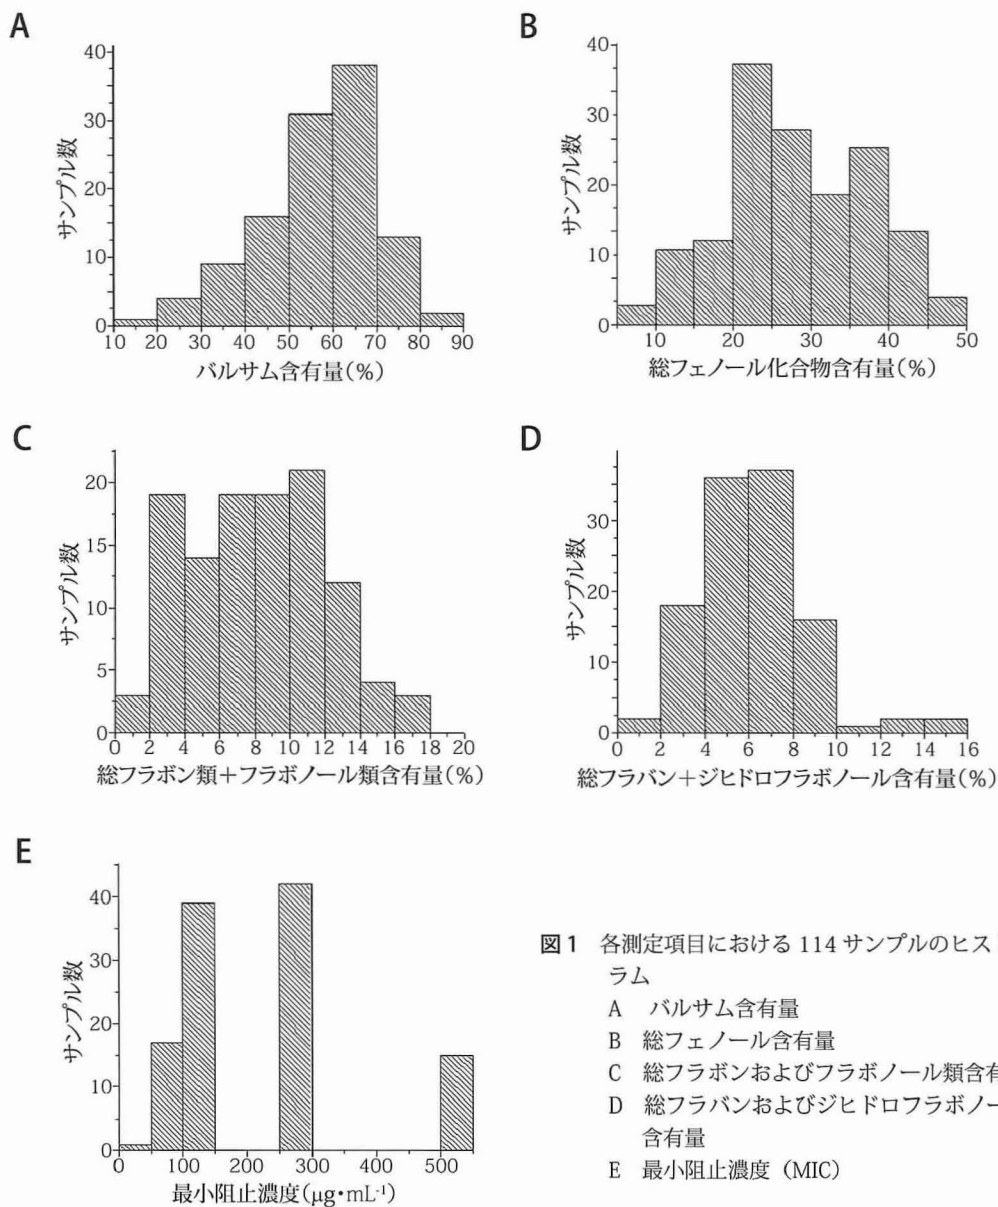 A
40
30
20
10
0
サンプル数
10 20 30 40 50 60 70 80 90
バルサム含有量(%)
B
40
30
20
10
0
サンプル数
10 20 30 40 50
総フェノール化合物含有量(%)
C
20
15
10
5
0
サンプル数
0 2 4 6 8 10 12 14 16 18 20
総フラボン類+フラボノール類含有量(%)
D
30
20
10
0
サンプル数
0 2 4 6 8 10 12 14 16
総フラバン+ジヒドロフラボノール含有量(%)
E
40
30
20
10
0
サンプル数
0 100 200 300 400 500
最小阻止濃度(μg・mL⁻¹)
図1 各測定項目における 114 サンプルのヒス
ラム
A バルサム含有量
B 総フェノール含有量
C 総フラボンおよびフラボノール類含
D 総フラバンおよびジヒドロフラボノ
含有量
E 最小阻止濃度(MIC)